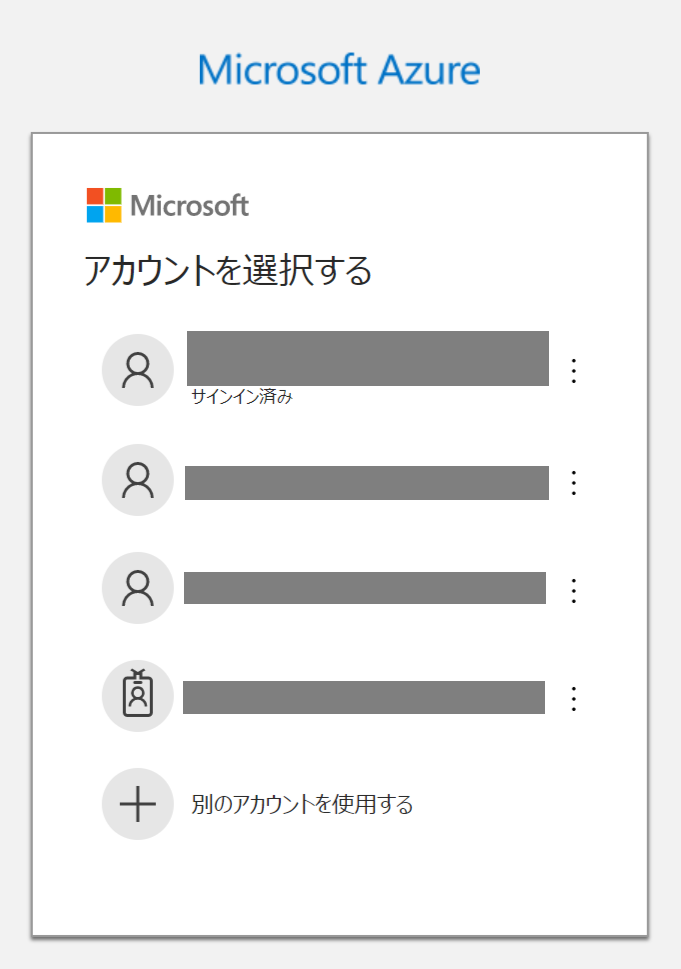 Microsoft Azure
Microsoft
アカウントを選択する
サインイン済み
別のアカウントを使用する